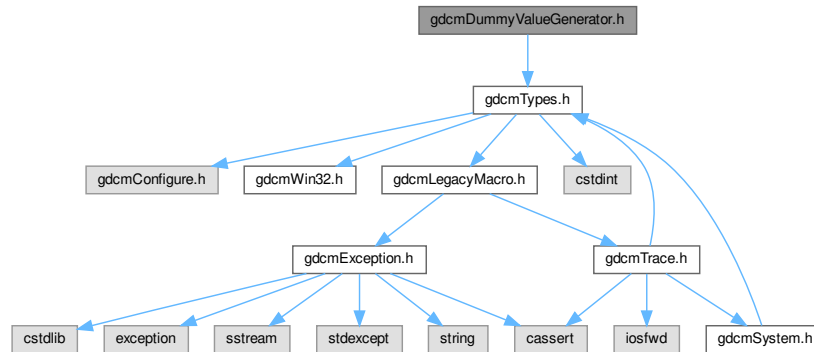 gdcmDummyValueGenerator.h
gdcmTypes.h
gdcmConfigure.h
gdcmWin32.h
gdcmLegacyMacro.h
cstdint
gdcmException.h
gdcmTrace.h
cstdlib
exception
sstream
stdexcept
string
cassert
iosfwd
gdcmSystem.h